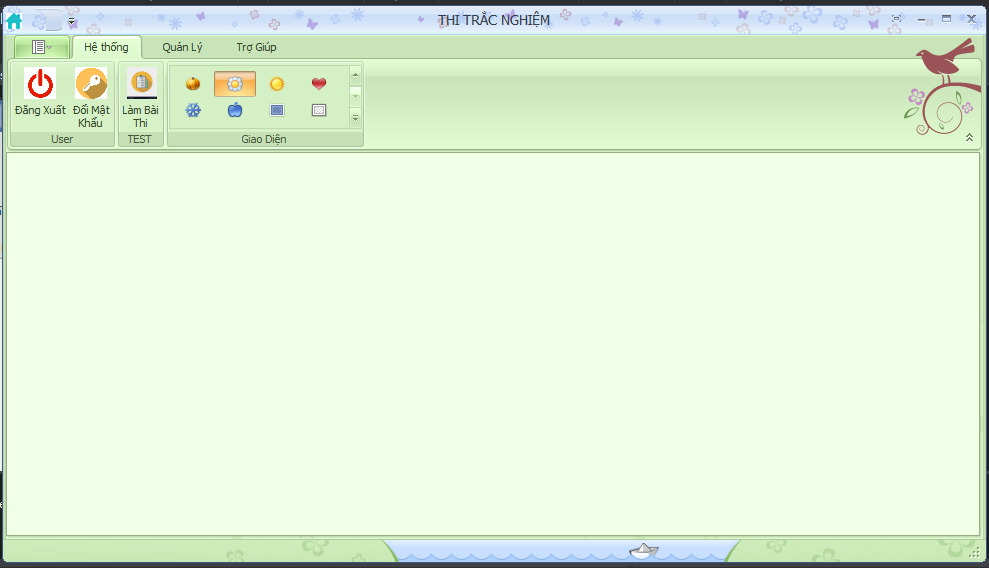 THI TRẮC NGHIỆM
Hệ thống Quản Lý Trợ Giúp
Đăng Xuất Đổi Mật Khẩu Làm Bài Thi
User TEST Giao Diện